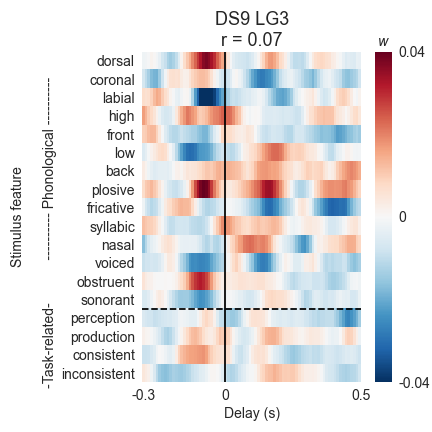 DS9 LG3
r = 0.07
w
dorsal
coronal
labial
high
front
low
back
plosive
fricative
syllabic
nasal
voiced
obstruent
sonorant
perception
production
consistent
inconsistent
Stimulus feature
-Task-related- ---------- Phonological ----------
0.04
0
-0.04
-0.3 0 0.5
Delay (s)